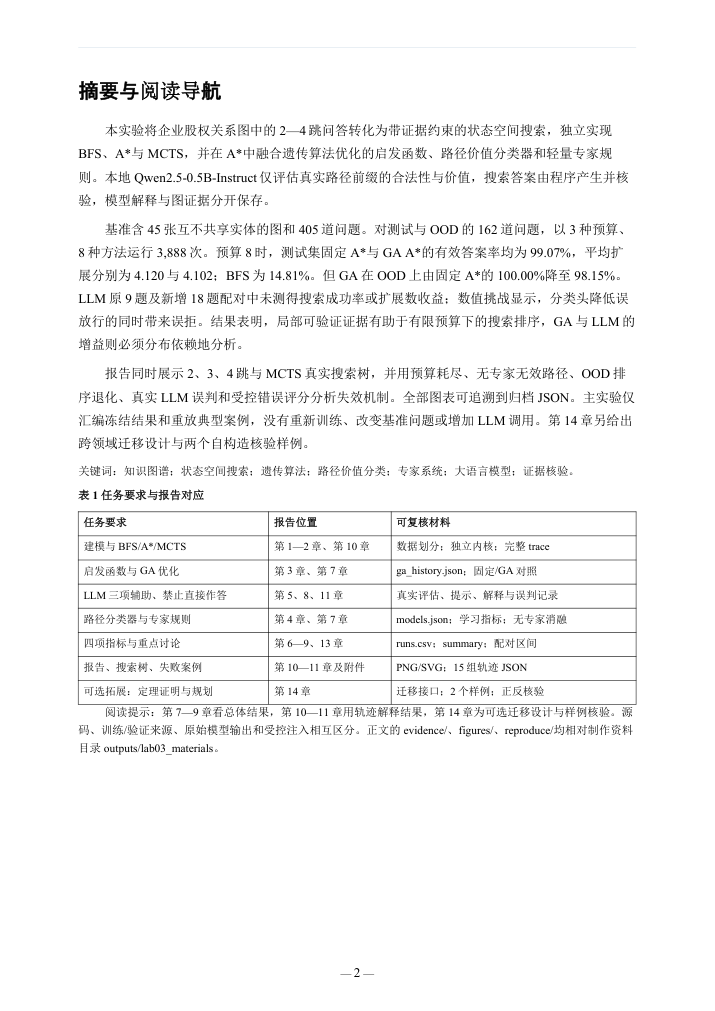 摘要与阅读导航
本实验将企业股权关系图中的 2—4 跳问答转化为带证据约束的状态空间搜索，独立实现
BFS、A*与 MCTS，并在 A*中融合遗传算法优化的启发函数、路径价值分类器和轻量专家规
则。本地 Qwen2.5-0.5B-Instruct 仅评估真实路径前缀的合法性与价值，搜索答案由程序产生并核
验，模型解释与图证据分开保存。
基准含 45 张互不共享实体的图和 405 道问题。对测试与 OOD 的 162 道问题，以 3 种预算、
8 种方法运行 3,888 次。预算 8 时，测试集固定 A*与 GA A*的有效答案率均为 99.07%，平均扩
展分别为 4.120 与 4.102；BFS 为 14.81%。但 GA 在 OOD 上由固定 A*的 100.00%降至 98.15%。
LLM 原 9 题及新增 18 题配对中未测得搜索成功率或扩展数收益；数值挑战显示，分类头降低误
放行的同时带来误拒。结果表明，局部可验证证据有助于有限预算下的搜索排序，GA 与 LLM 的
增益则必须分布依赖地分析。
报告同时展示 2、3、4 跳与 MCTS 真实搜索树，并用预算耗尽、无专家无效路径、OOD 排
序退化、真实 LLM 误判和受控错误评分分析失效机制。全部图表可追溯到归档 JSON。主实验仅
汇编冻结结果和重放典型案例，没有重新训练、改变基准问题或增加 LLM 调用。第 14 章另给出
跨领域迁移设计与两个自构造核验样例。
关键词：知识图谱；状态空间搜索；遗传算法；路径价值分类；专家系统；大语言模型；证据核验。
表 1 任务要求与报告对应
任务要求 报告位置 可复核材料
建模与 BFS/A*/MCTS 第 1—2 章、第 10 章 数据划分；独立内核；完整 trace
启发函数与 GA 优化 第 3 章、第 7 章 ga_history.json；固定/GA 对照
LLM 三项辅助、禁止直接作答 第 5、8、11 章 真实评估、提示、解释与误判记录
路径分类器与专家规则 第 4 章、第 7 章 models.json；学习指标；无专家消融
四项指标与重点讨论 第 6—9、13 章 runs.csv；summary；配对区间
报告、搜索树、失败案例 第 10—11 章及附件 PNG/SVG；15 组轨迹 JSON
可选拓展：定理证明与规划 第 14 章 迁移接口；2 个样例；正反核验
阅读提示：第 7—9 章看总体结果，第 10—11 章用轨迹解释结果，第 14 章为可选迁移设计与样例核验。源
码、训练/验证来源、原始模型输出和受控注入相互区分。正文的 evidence/、figures/、reproduce/均相对制作资料
目录 outputs/lab03_materials。
— 2 —